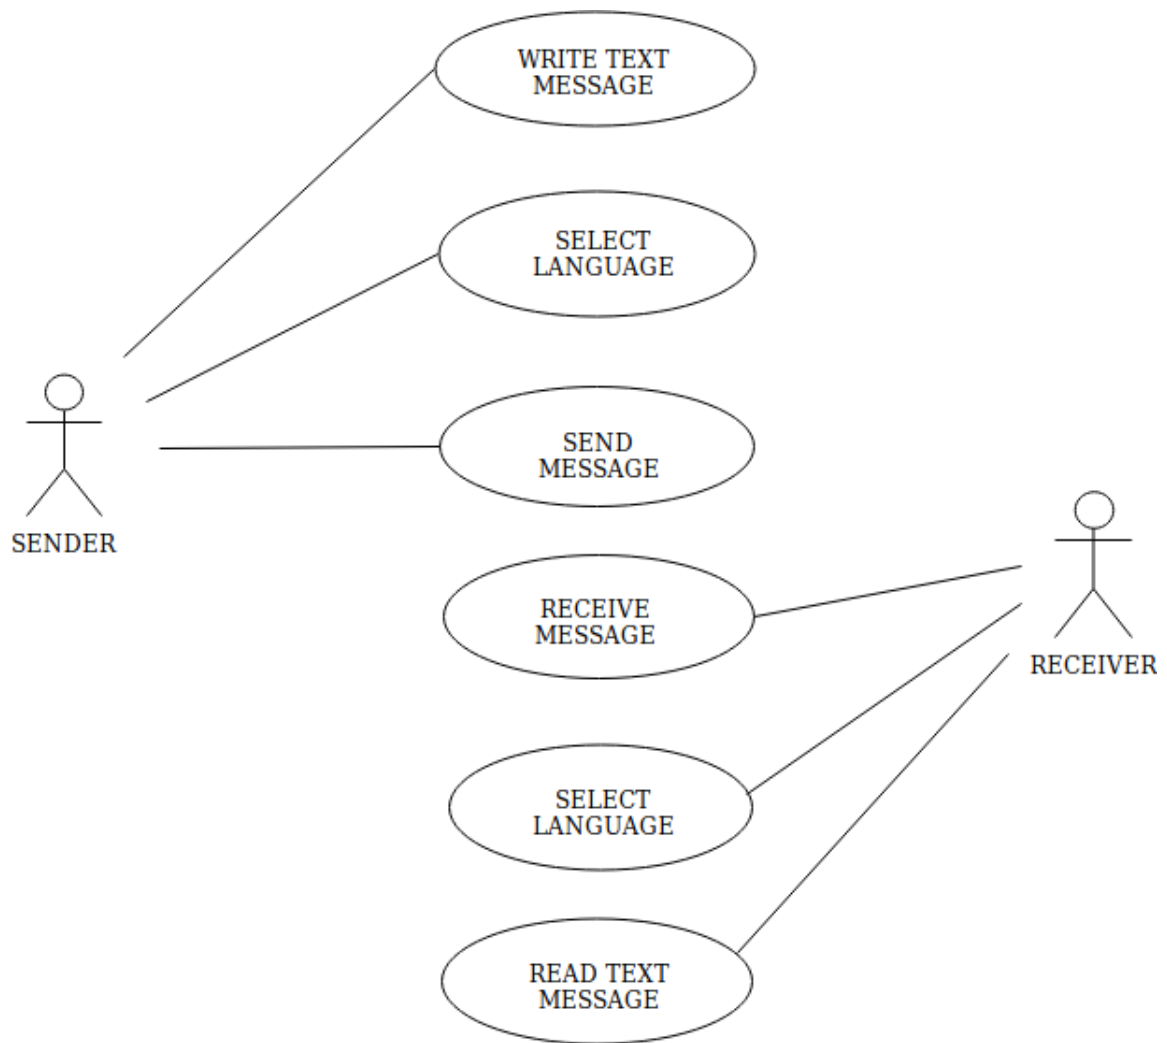 WRITE TEXT
MESSAGE
SELECT
LANGUAGE
SEND
MESSAGE
SENDER
RECEIVE
MESSAGE
RECEIVER
SELECT
LANGUAGE
READ TEXT
MESSAGE